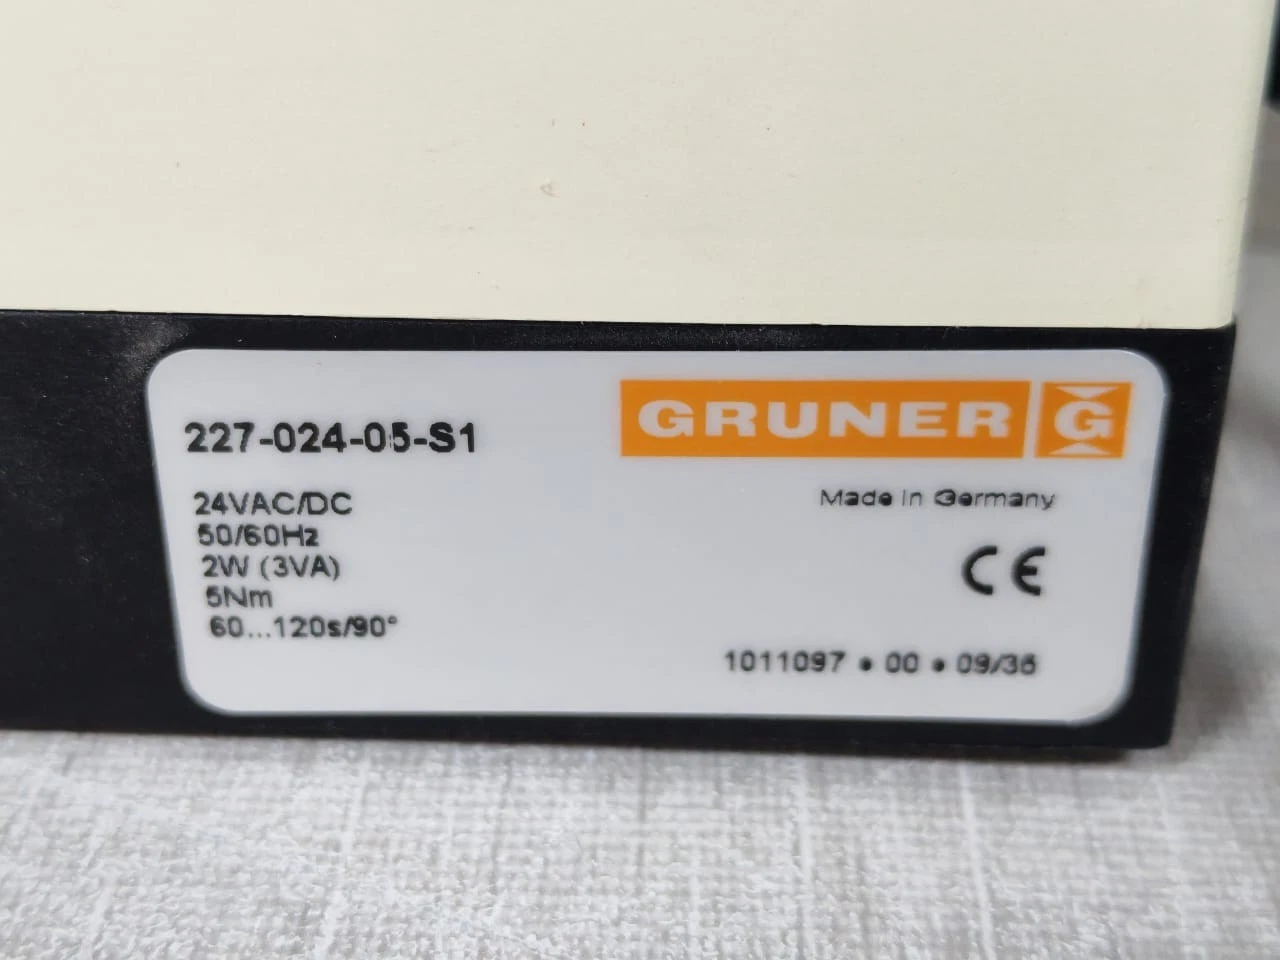 227-024-05-S1
GRUNER G
24VAC/DC
50/60Hz
2W (3VA)
5Nm
60...120s/90°
Made in Germany
CE
1011097 • 00 • 09/36